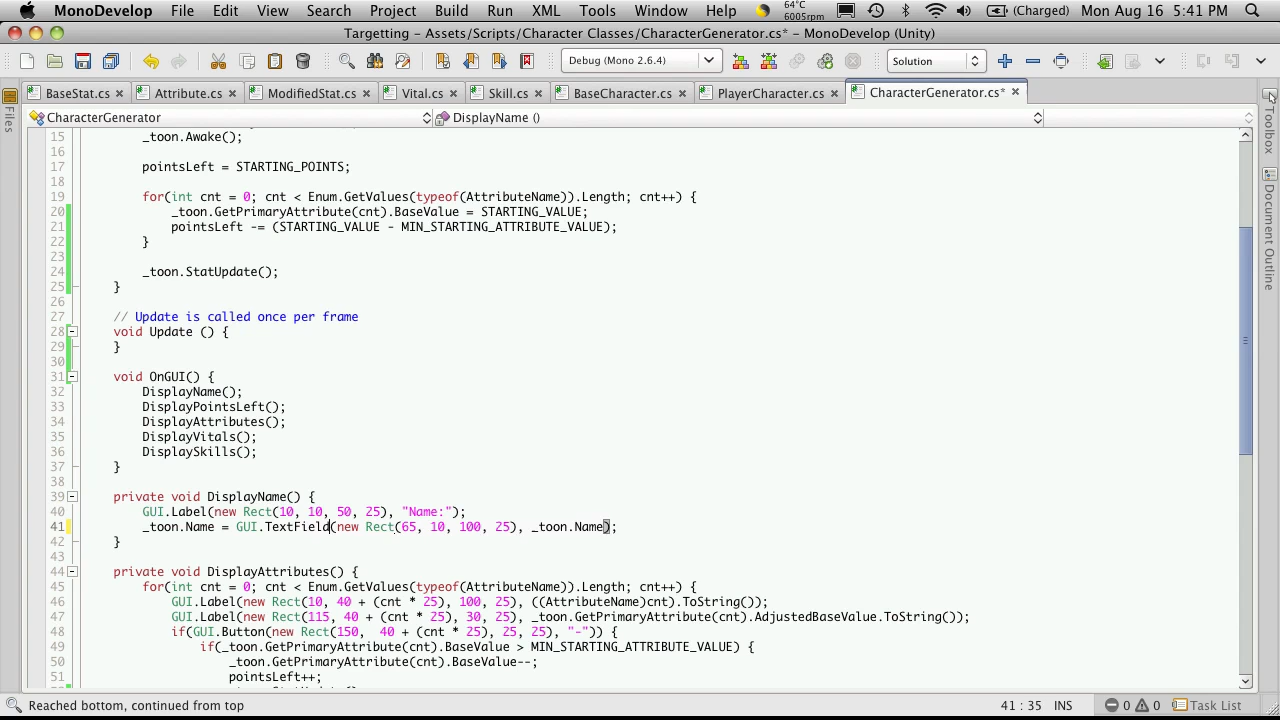 MonoDevelop File Edit View Search Project Build Run XML Tools Window Help 64°C 6005rpm (Charged) Mon Aug 16 5:41 PM
Targetting - Assets/Scripts/Character Classes/CharacterGenerator.cs* - MonoDevelop (Unity)
Debug (Mono 2.6.4) Solution
BaseStat.cs Attribute.cs ModifiedStat.cs Vital.cs Skill.cs BaseCharacter.cs PlayerCharacter.cs CharacterGenerator.cs*
Files
CharacterGenerator DisplayName ()
Toolbox
Document Outline
15 _toon.Awake();
16
17 pointsLeft = STARTING_POINTS;
18
19 for(int cnt = 0; cnt < Enum.GetValues(typeof(AttributeName)).Length; cnt++) {
20 _toon.GetPrimaryAttribute(cnt).BaseValue = STARTING_VALUE;
21 pointsLeft -= (STARTING_VALUE - MIN_STARTING_ATTRIBUTE_VALUE);
22 }
23
24 _toon.StatUpdate();
25 }
26
27 // Update is called once per frame
28 void Update () {
29 }
30
31 void OnGUI() {
32 DisplayName();
33 DisplayPointsLeft();
34 DisplayAttributes();
35 DisplayVitals();
36 DisplaySkills();
37 }
38
39 private void DisplayName() {
40 GUI.Label(new Rect(10, 10, 50, 25), "Name:");
41 _toon.Name = GUI.TextField(new Rect(65, 10, 100, 25), _toon.Name);
42 }
43
44 private void DisplayAttributes() {
45 for(int cnt = 0; cnt < Enum.GetValues(typeof(AttributeName)).Length; cnt++) {
46 GUI.Label(new Rect(10, 40 + (cnt * 25), 100, 25), ((AttributeName)cnt).ToString());
47 GUI.Label(new Rect(115, 40 + (cnt * 25), 30, 25), _toon.GetPrimaryAttribute(cnt).AdjustedBaseValue.ToString());
48 if(GUI.Button(new Rect(150, 40 + (cnt * 25), 25, 25), "-")) {
49 if(_toon.GetPrimaryAttribute(cnt).BaseValue > MIN_STARTING_ATTRIBUTE_VALUE) {
50 _toon.GetPrimaryAttribute(cnt).BaseValue--;
51 pointsLeft++;
Reached bottom, continued from top 41 : 35 INS 0 0 Task List